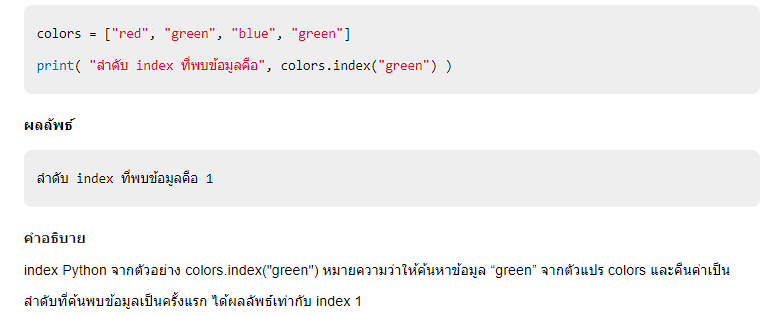 colors = ["red", "green", "blue", "green"]
print( "ลำดับ index ที่พบข้อมูลคือ", colors.index("green") )
ผลลัพธ์
ลำดับ index ที่พบข้อมูลคือ 1
คำอธิบาย
index Python จากตัวอย่าง colors.index("green") หมายความว่าให้ค้นหาข้อมูล “green” จากตัวแปร colors และคืนค่าเป็น
ลำดับที่ค้นพบข้อมูลเป็นครั้งแรก ได้ผลลัพธ์เท่ากับ index 1